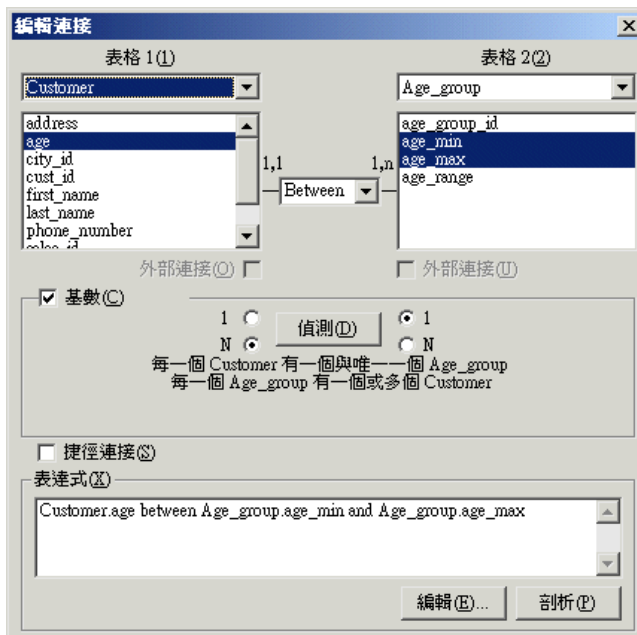 編輯連接
表格 1(1)
表格 2(2)
Customer
Age_group
address
age
city_id
cust_id
first_name
last_name
phone_number
age_group_id
age_min
age_max
age_range
1,1
1,n
Between
外部連接(O)
外部連接(U)
基數(C)
1
N
偵測(D)
1
N
每一個 Customer 有一個與唯一一個 Age_group
每一個 Age_group 有一個或多個 Customer
捷徑連接(S)
表達式(X)
Customer.age between Age_group.age_min and Age_group.age_max
編輯(E)...
剖析(P)